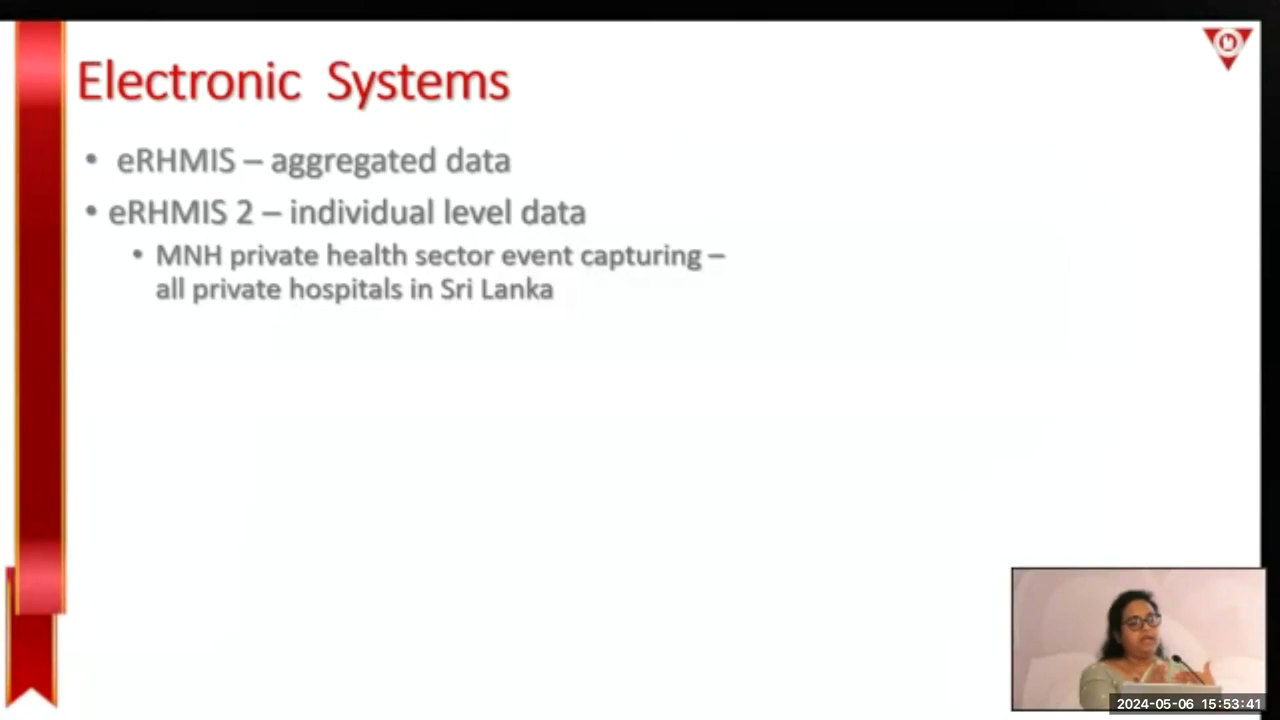 Electronic Systems
• eRHMIS – aggregated data
• eRHMIS 2 – individual level data
• MNH private health sector event capturing –
all private hospitals in Sri Lanka
2024-05-06 15:53:41